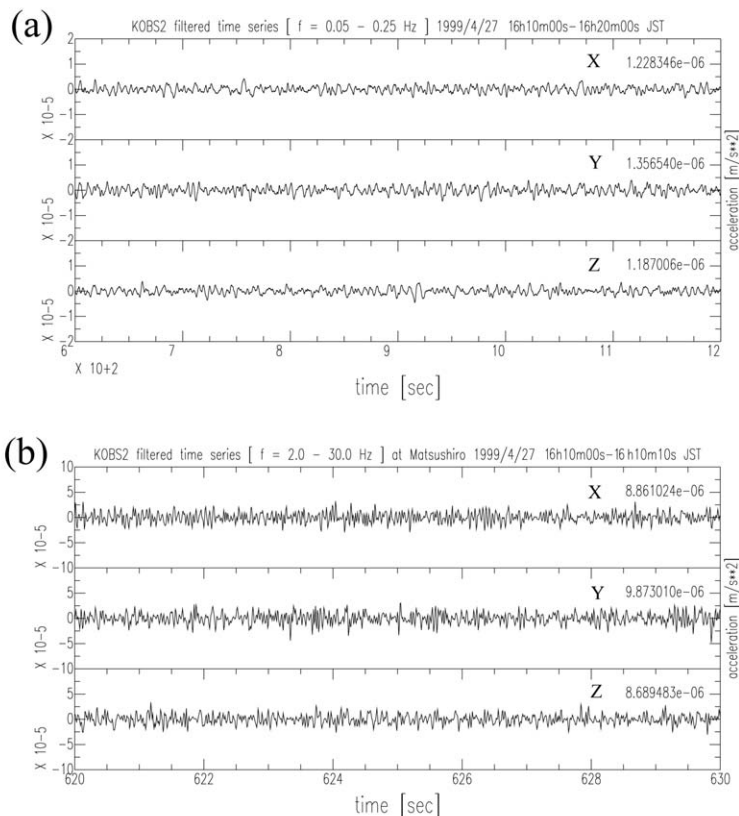 (a)
KOBS2 filtered time series [ f = 0.05 - 0.25 Hz ] 1999/4/27 16h10m00s-16h20m00s JST
2
1
0
-1
-2
X 10-5
X
1.228346e-06
1
0
-1
-2
X 10-5
Y
1.356540e-06
1
0
-1
-2
X 10-5
Z
1.187006e-06
acceleration [m/s**2]
6 7 8 9 10 11 12
X 10+2
time [sec]
(b)
KOBS2 filtered time series [ f = 2.0 - 30.0 Hz ] at Matsushiro 1999/4/27 16h10m00s-16h10m10s JST
10
5
0
-5
-10
X 10-5
X
8.861024e-06
5
0
-5
-10
X 10-5
Y
9.873010e-06
5
0
-5
-10
X 10-5
Z
8.689483e-06
acceleration [m/s**2]
620 622 624 626 628 630
time [sec]